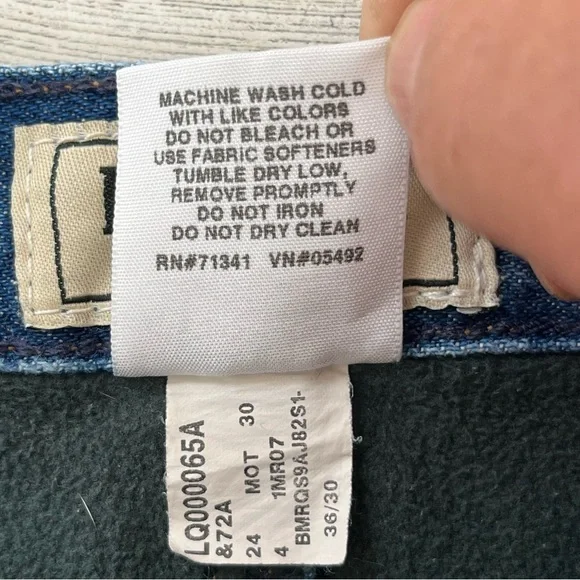 MACHINE WASH COLD
WITH LIKE COLORS
DO NOT BLEACH OR
USE FABRIC SOFTENERS
TUMBLE DRY LOW,
REMOVE PROMPTLY
DO NOT IRON
DO NOT DRY CLEAN
RN#71341 VN#05492
LQ000065A
&72A
24 MOT 30
4 1MR07
BMRQS9AJ82S1-
36/30